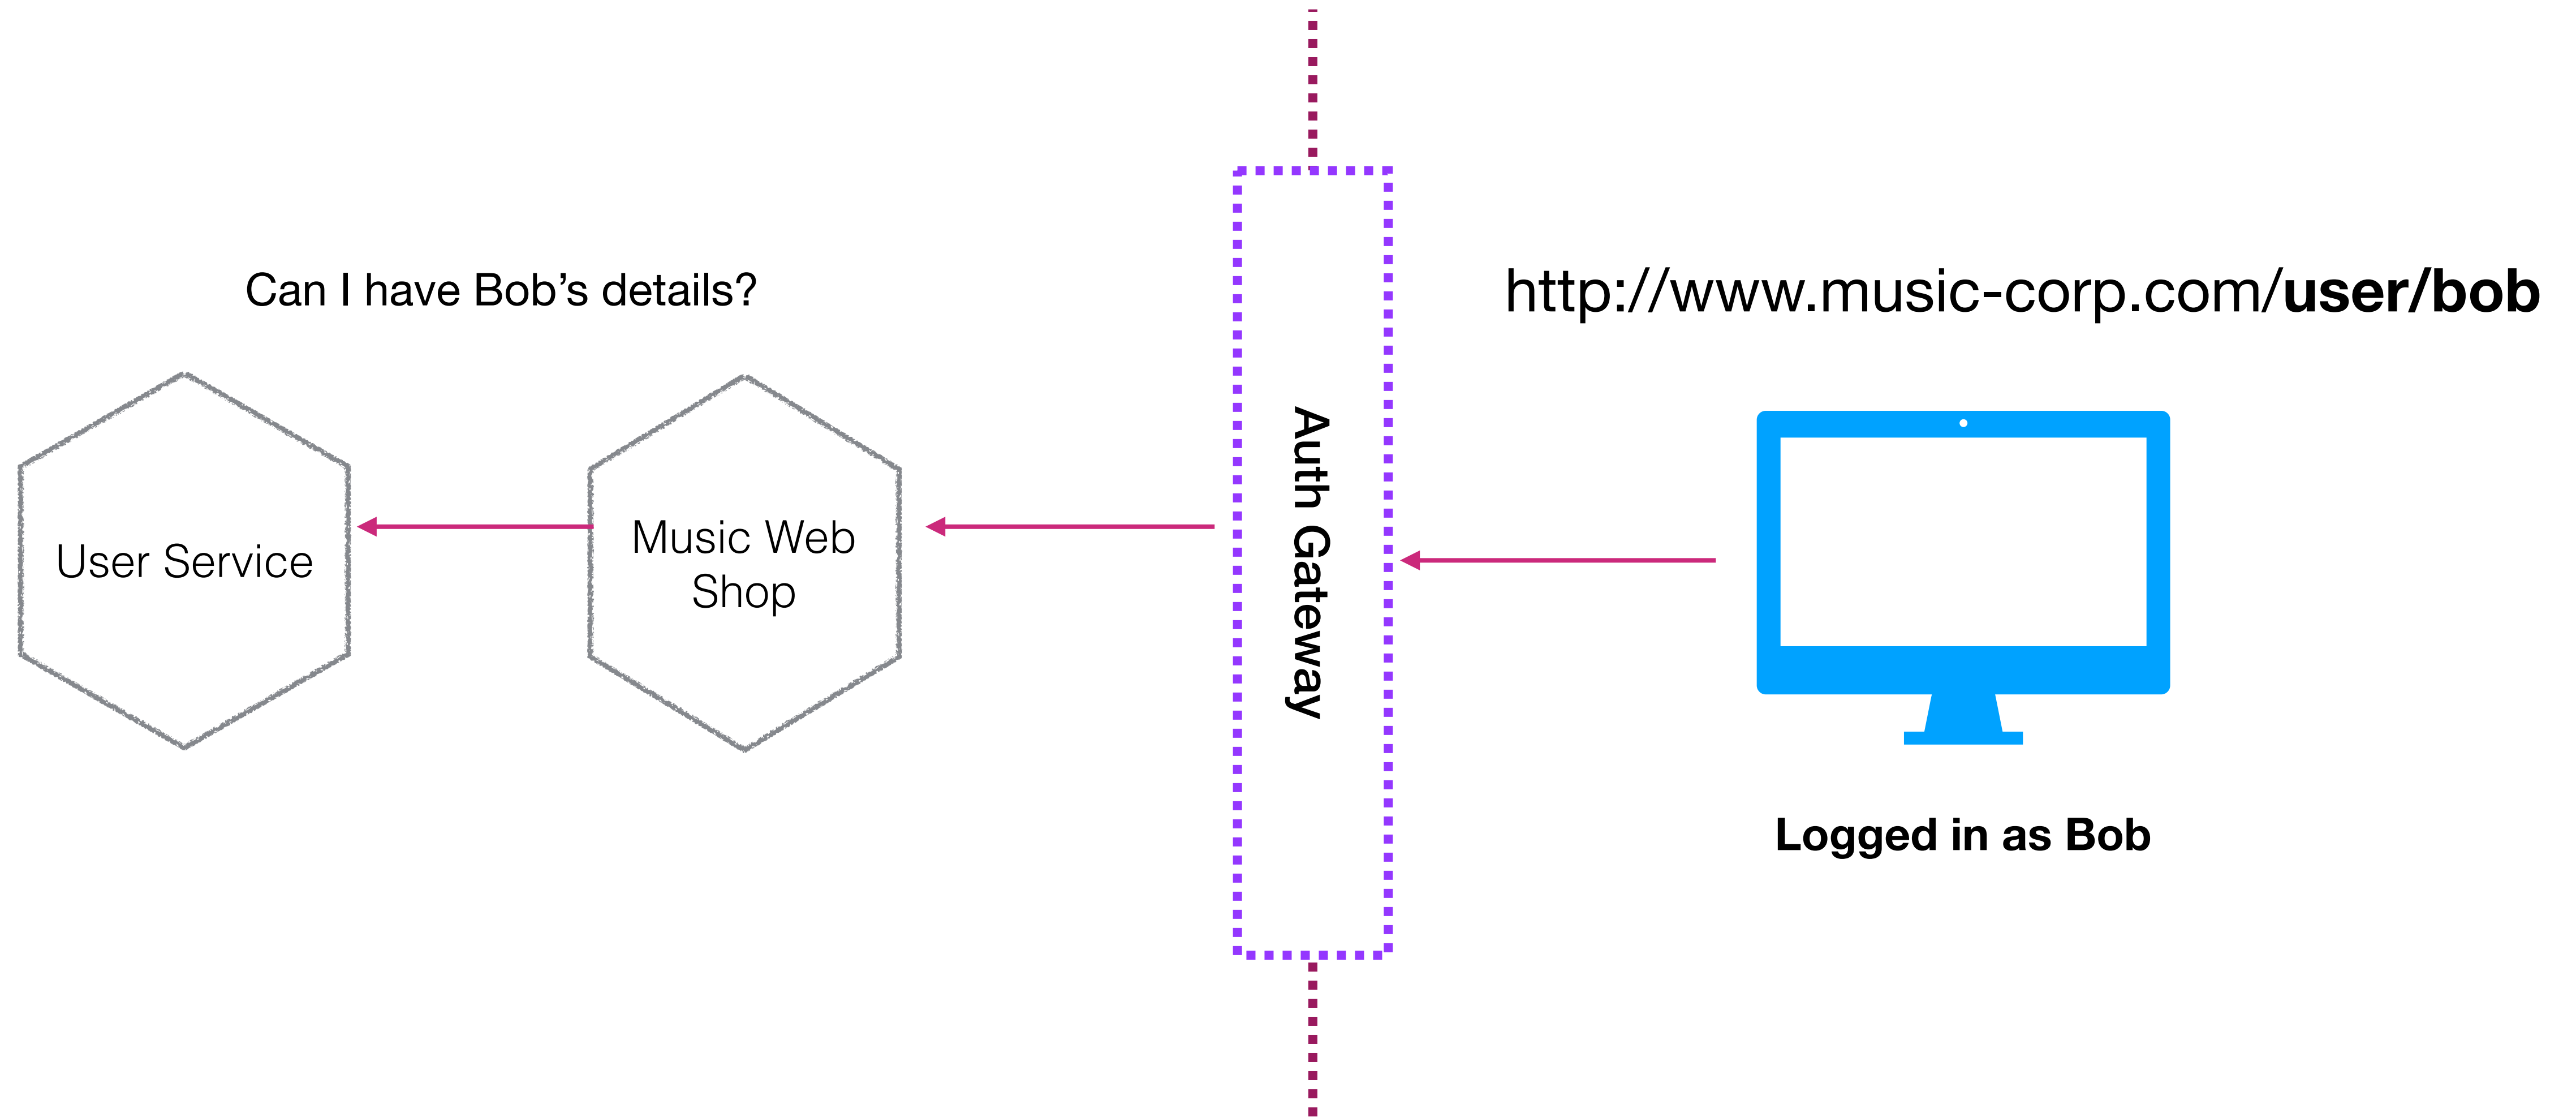 Can I have Bob’s details?
http://www.music-corp.com/user/bob
User Service
Music Web
Shop
Auth Gateway
Logged in as Bob